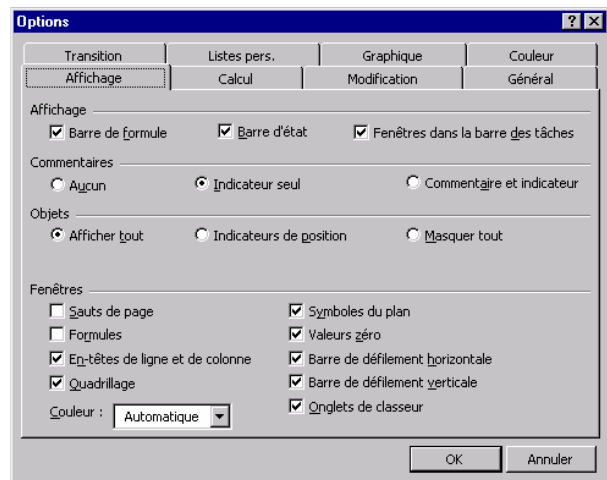 Options
Transition Listes pers. Graphique Couleur
Affichage Calcul Modification Général
Affichage
Barre de formule Barre d'état Fenêtres dans la barre des tâches
Commentaires
Aucun Indicateur seul Commentaire et indicateur
Objets
Afficher tout Indicateurs de position Masquer tout
Fenêtres
Sauts de page Symboles du plan
Formules Valeurs zéro
En-têtes de ligne et de colonne Barre de défilement horizontale
Quadrillage Barre de défilement verticale
Couleur : Automatique Onglets de classeur
OK Annuler